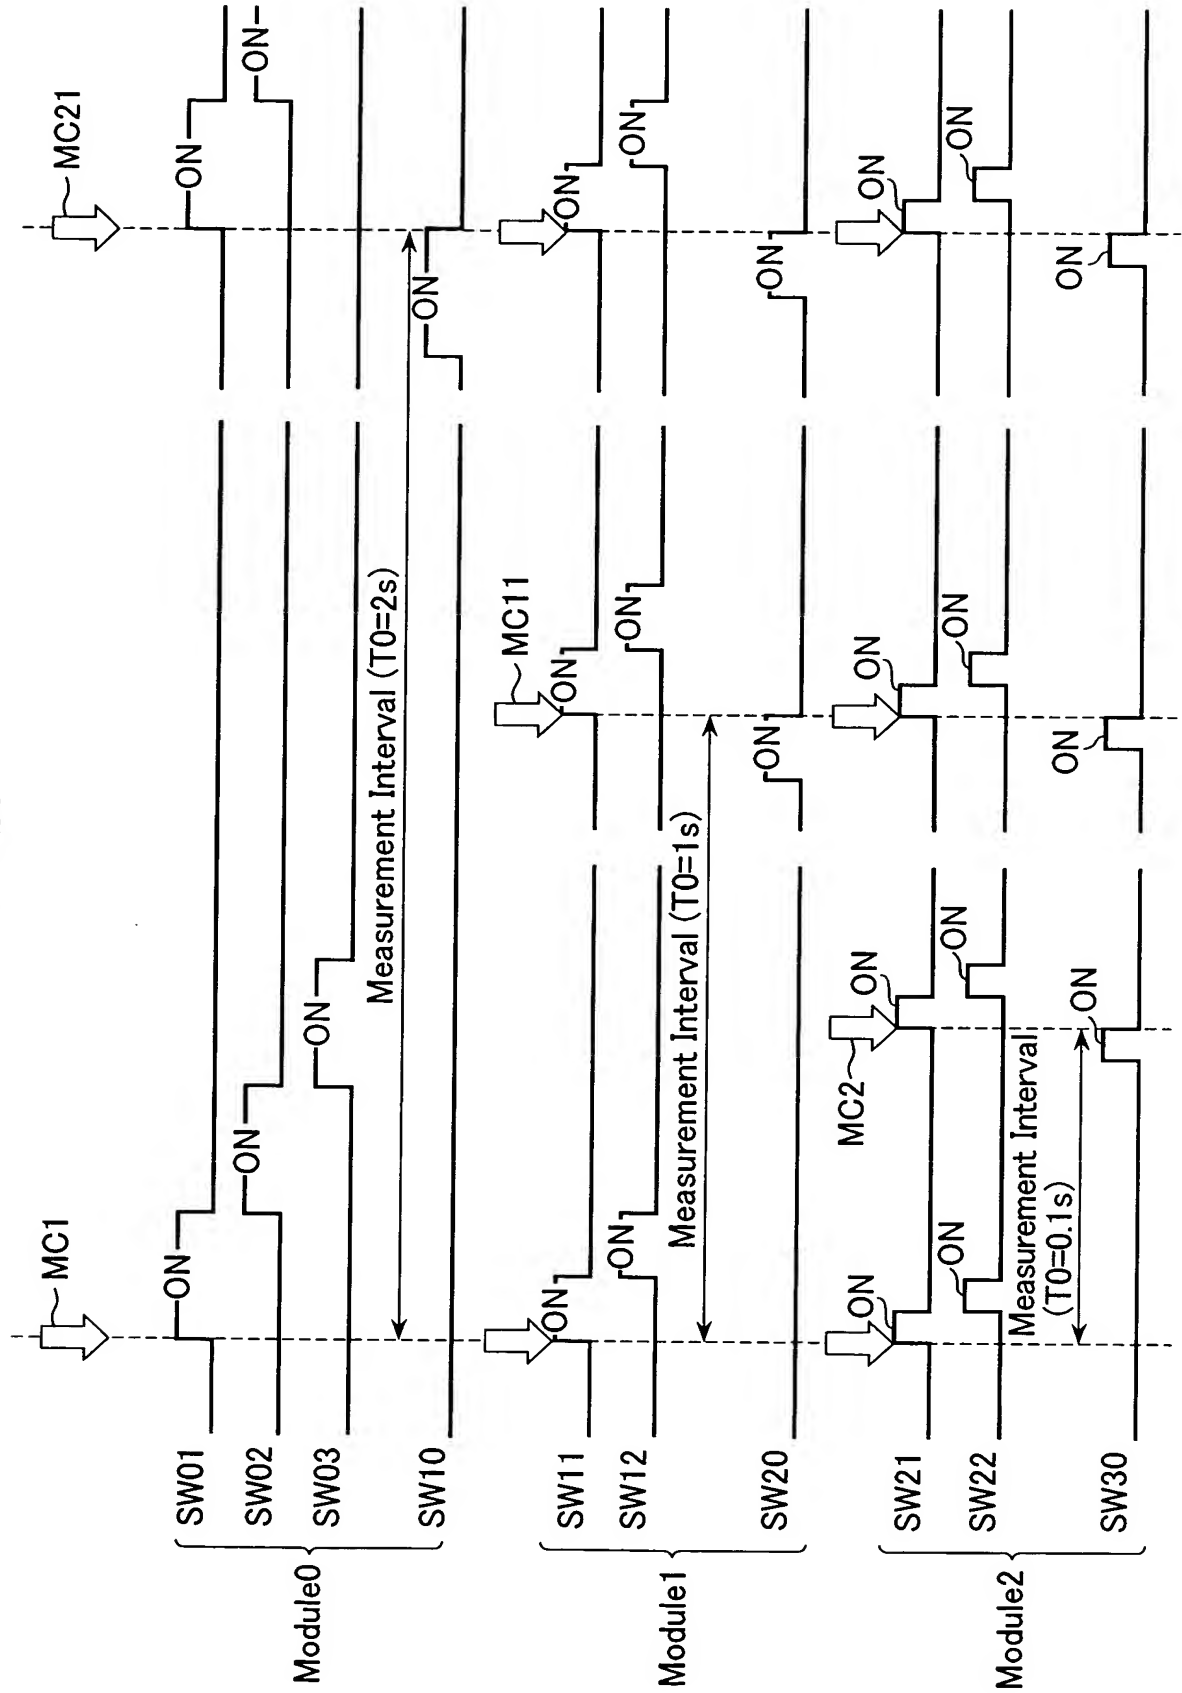 MC1
MC21
SW01
ON
ON
SW02
ON
ON
SW03
ON
Measurement Interval (T0=2s)
SW10
ON
Module0
MC11
SW11
ON
ON
ON
SW12
ON
ON
ON
Measurement Interval (T0=1s)
SW20
ON
ON
Module1
MC2
SW21
ON
ON
ON
ON
SW22
ON
ON
ON
ON
Measurement Interval
(T0=0.1s)
SW30
ON
ON
ON
Module2